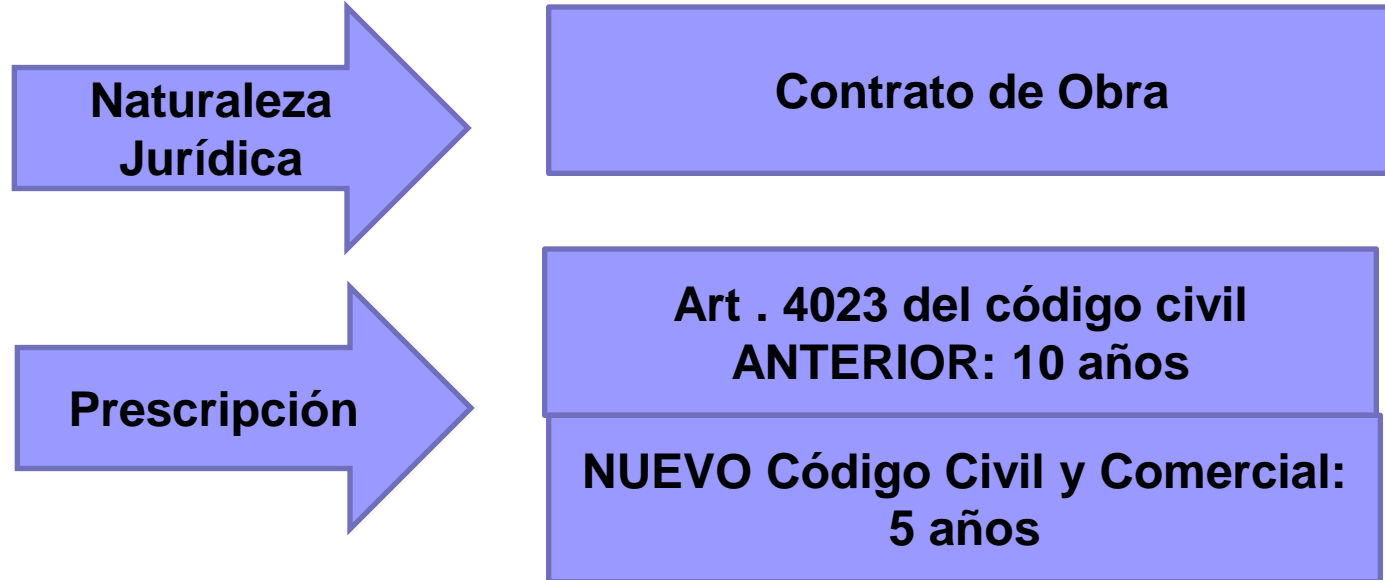 Naturaleza
Jurídica
Contrato de Obra
Prescripción
Art . 4023 del código civil
ANTERIOR: 10 años
NUEVO Código Civil y Comercial:
5 años